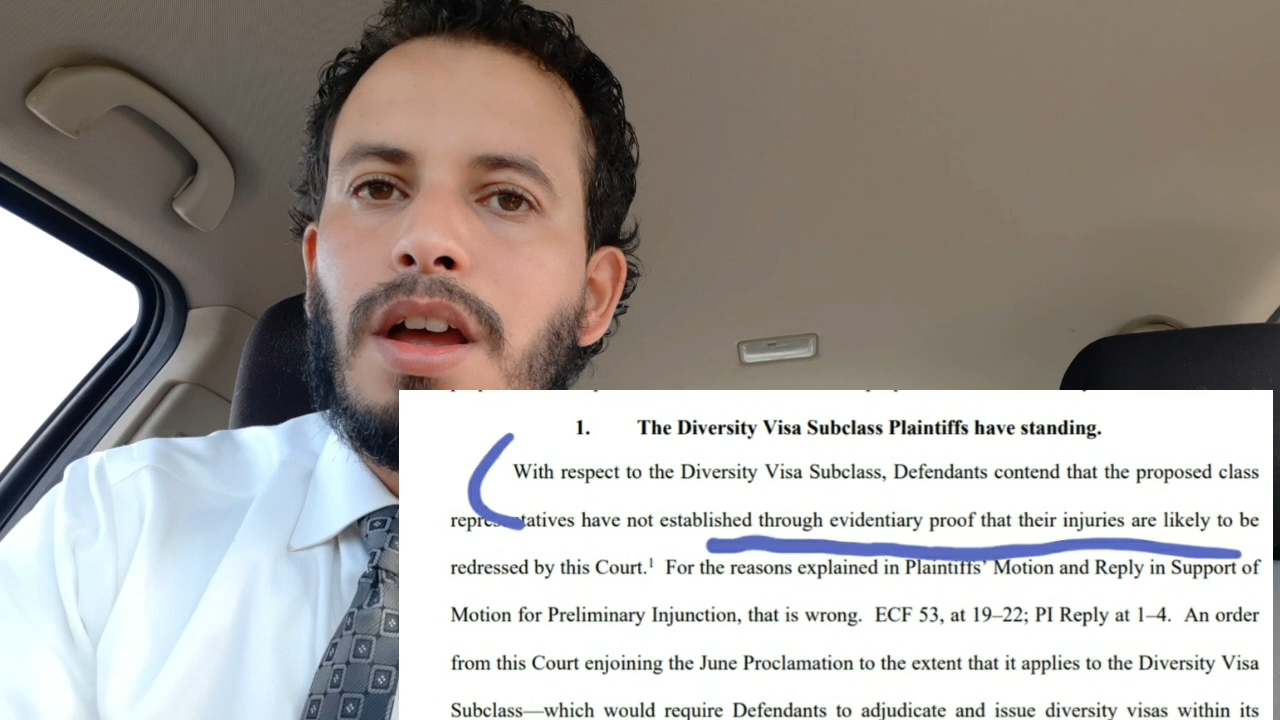 1. The Diversity Visa Subclass Plaintiffs have standing.
With respect to the Diversity Visa Subclass, Defendants contend that the proposed class
representatives have not established through evidentiary proof that their injuries are likely to be
redressed by this Court.¹ For the reasons explained in Plaintiffs’ Motion and Reply in Support of
Motion for Preliminary Injunction, that is wrong. ECF 53, at 19–22; PI Reply at 1–4. An order
from this Court enjoining the June Proclamation to the extent that it applies to the Diversity Visa
Subclass—which would require Defendants to adjudicate and issue diversity visas within its